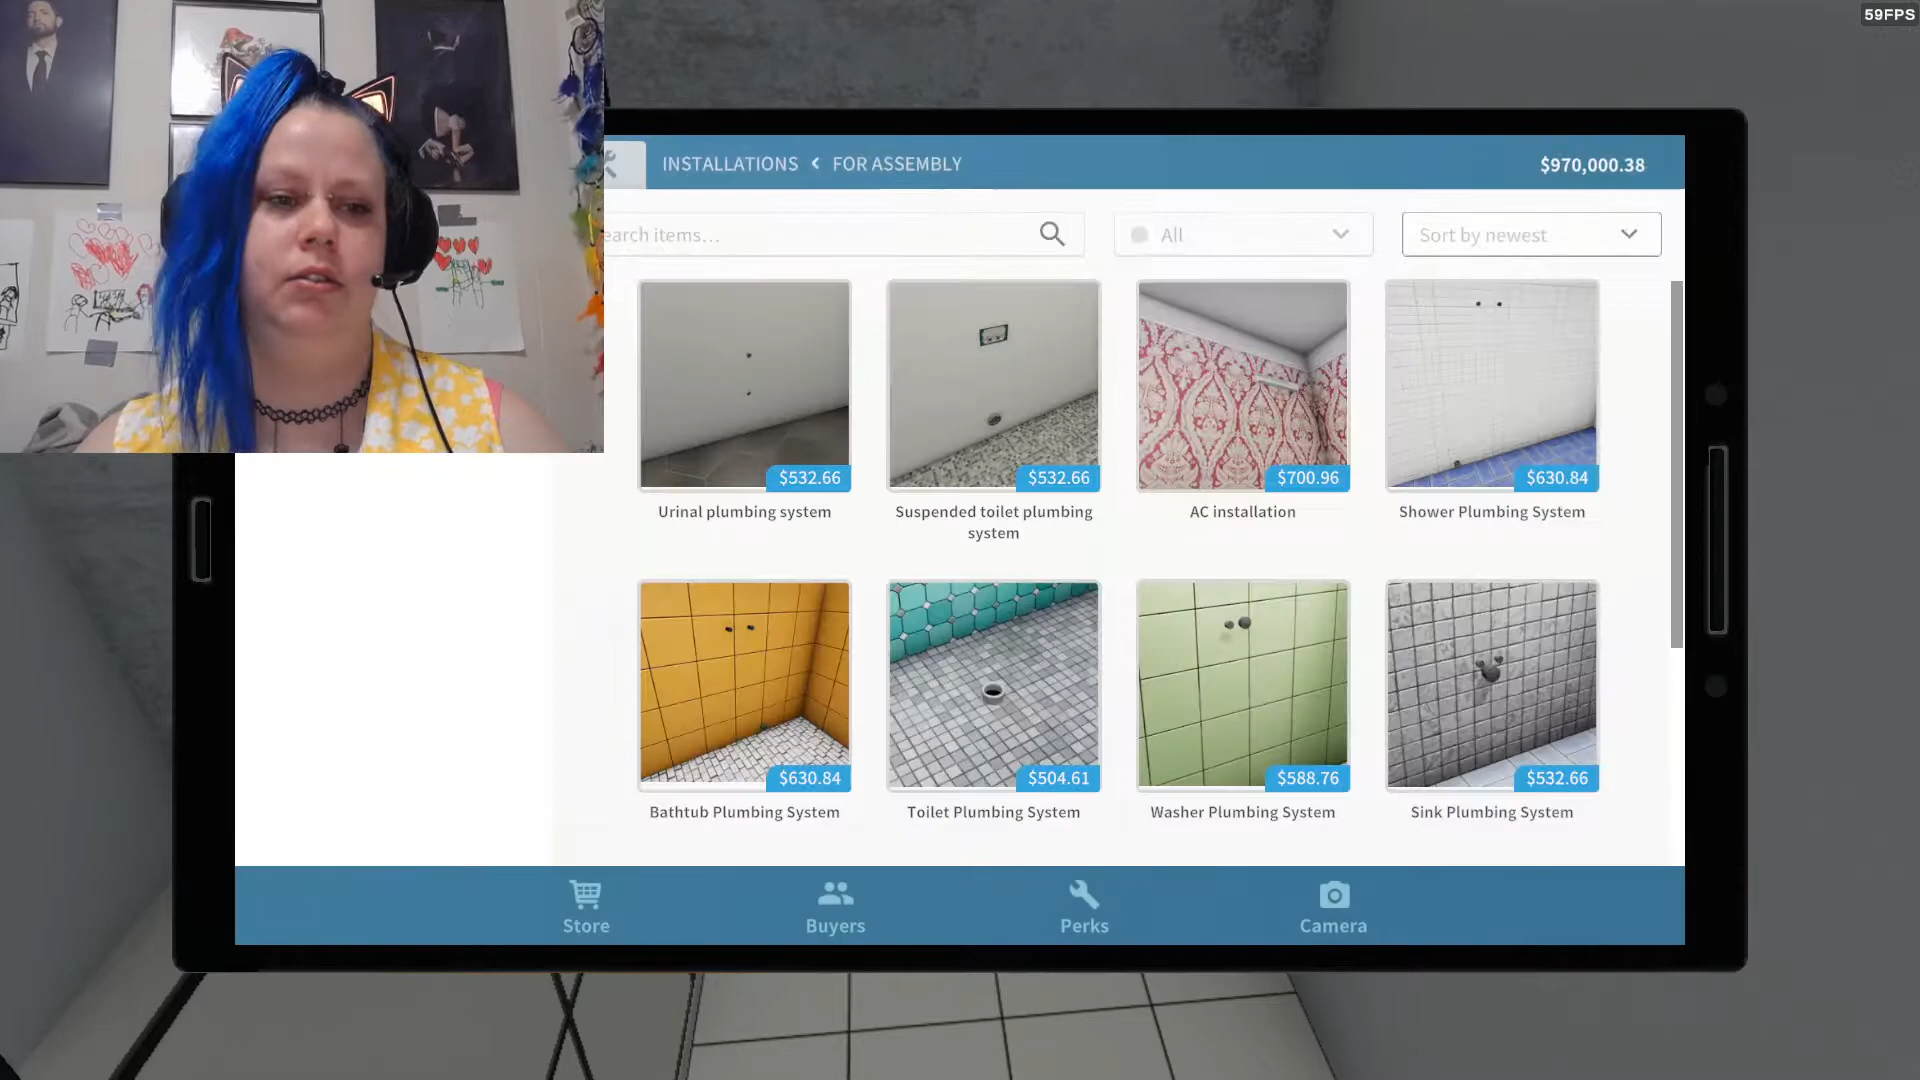 59FPS
INSTALLATIONS < FOR ASSEMBLY
$970,000.38
earch items...
All
Sort by newest
$532.66
$532.66
$700.96
$630.84
Urinal plumbing system
Suspended toilet plumbing
system
AC installation
Shower Plumbing System
$630.84
$504.61
$588.76
$532.66
Bathtub Plumbing System
Toilet Plumbing System
Washer Plumbing System
Sink Plumbing System
Store
Buyers
Perks
Camera